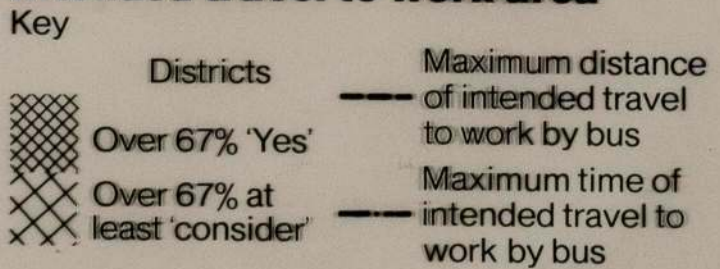 Key
Districts
Over 67% 'Yes'
Over 67% at
least 'consider'
Maximum distance
of intended travel
to work by bus
Maximum time of
intended travel to
work by bus